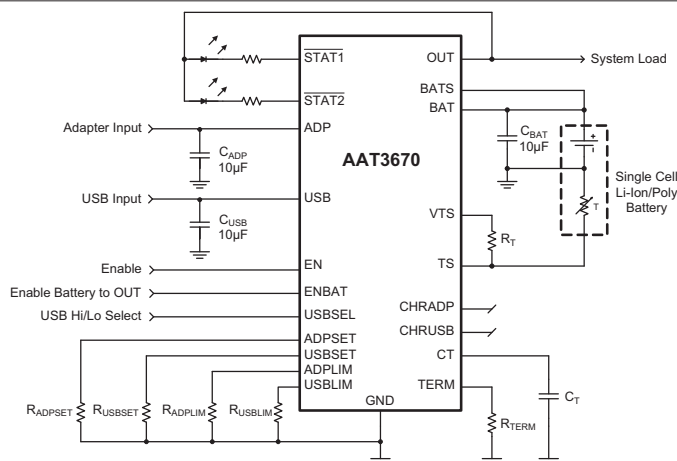 STAT1
STAT2
ADP
USB
EN
ENBAT
USBSEL
ADPSET
USBSET
ADPLIM
USBLIM
GND
AAT3670
OUT
BATS
BAT
VTS
TS
CHRADP
CHRUSB
CT
TERM
Adapter Input
USB Input
Enable
Enable Battery to OUT
USB Hi/Lo Select
CADP
10µF
CUSB
10µF
RADPSET
RUSBSET
RADPLIM
RUSBLIM
System Load
CBAT
10µF
+
T
Single Cell
Li-Ion/Poly
Battery
RT
CT
RTERM